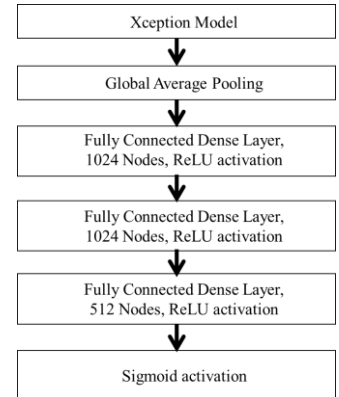 Xception Model
Global Average Pooling
Fully Connected Dense Layer,
1024 Nodes, ReLU activation
Fully Connected Dense Layer,
1024 Nodes, ReLU activation
Fully Connected Dense Layer,
512 Nodes, ReLU activation
Sigmoid activation